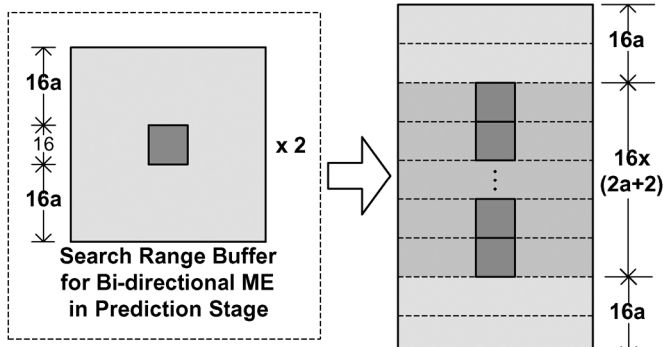 16a
16
16a
x 2
Search Range Buffer
for Bi-directional ME
in Prediction Stage
16a
16x
(2a+2)
16a